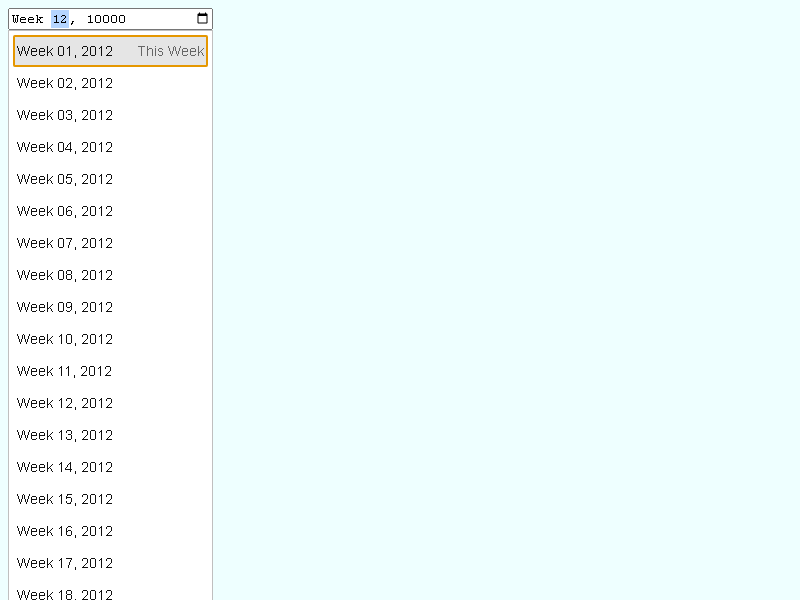 Week 12, 10000
Week 01, 2012 This Week
Week 02, 2012
Week 03, 2012
Week 04, 2012
Week 05, 2012
Week 06, 2012
Week 07, 2012
Week 08, 2012
Week 09, 2012
Week 10, 2012
Week 11, 2012
Week 12, 2012
Week 13, 2012
Week 14, 2012
Week 15, 2012
Week 16, 2012
Week 17, 2012
Week 18, 2012